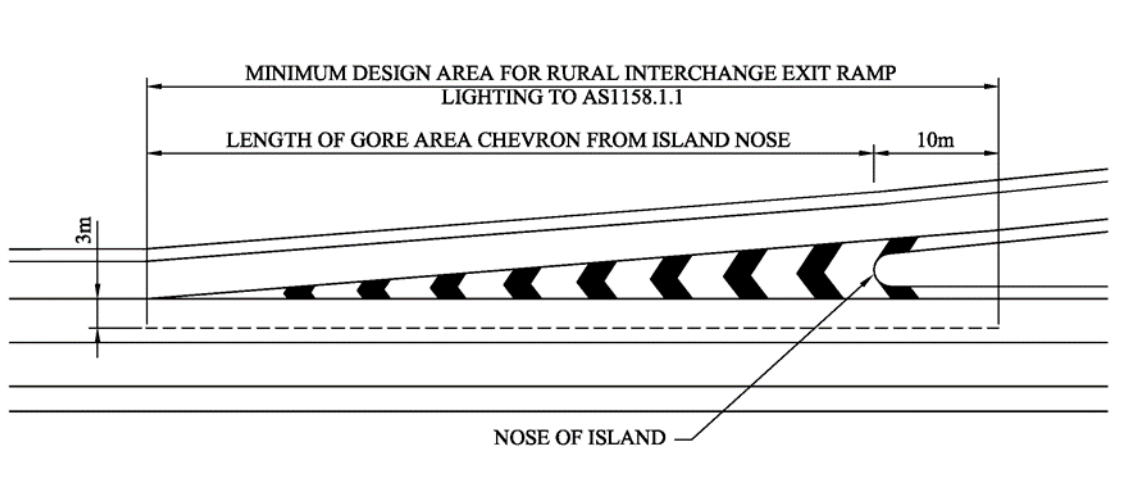 MINIMUM DESIGN AREA FOR RURAL INTERCHANGE EXIT RAMP
LIGHTING TO AS1158.1.1
LENGTH OF GORE AREA CHEVRON FROM ISLAND NOSE
10m
3m
NOSE OF ISLAND